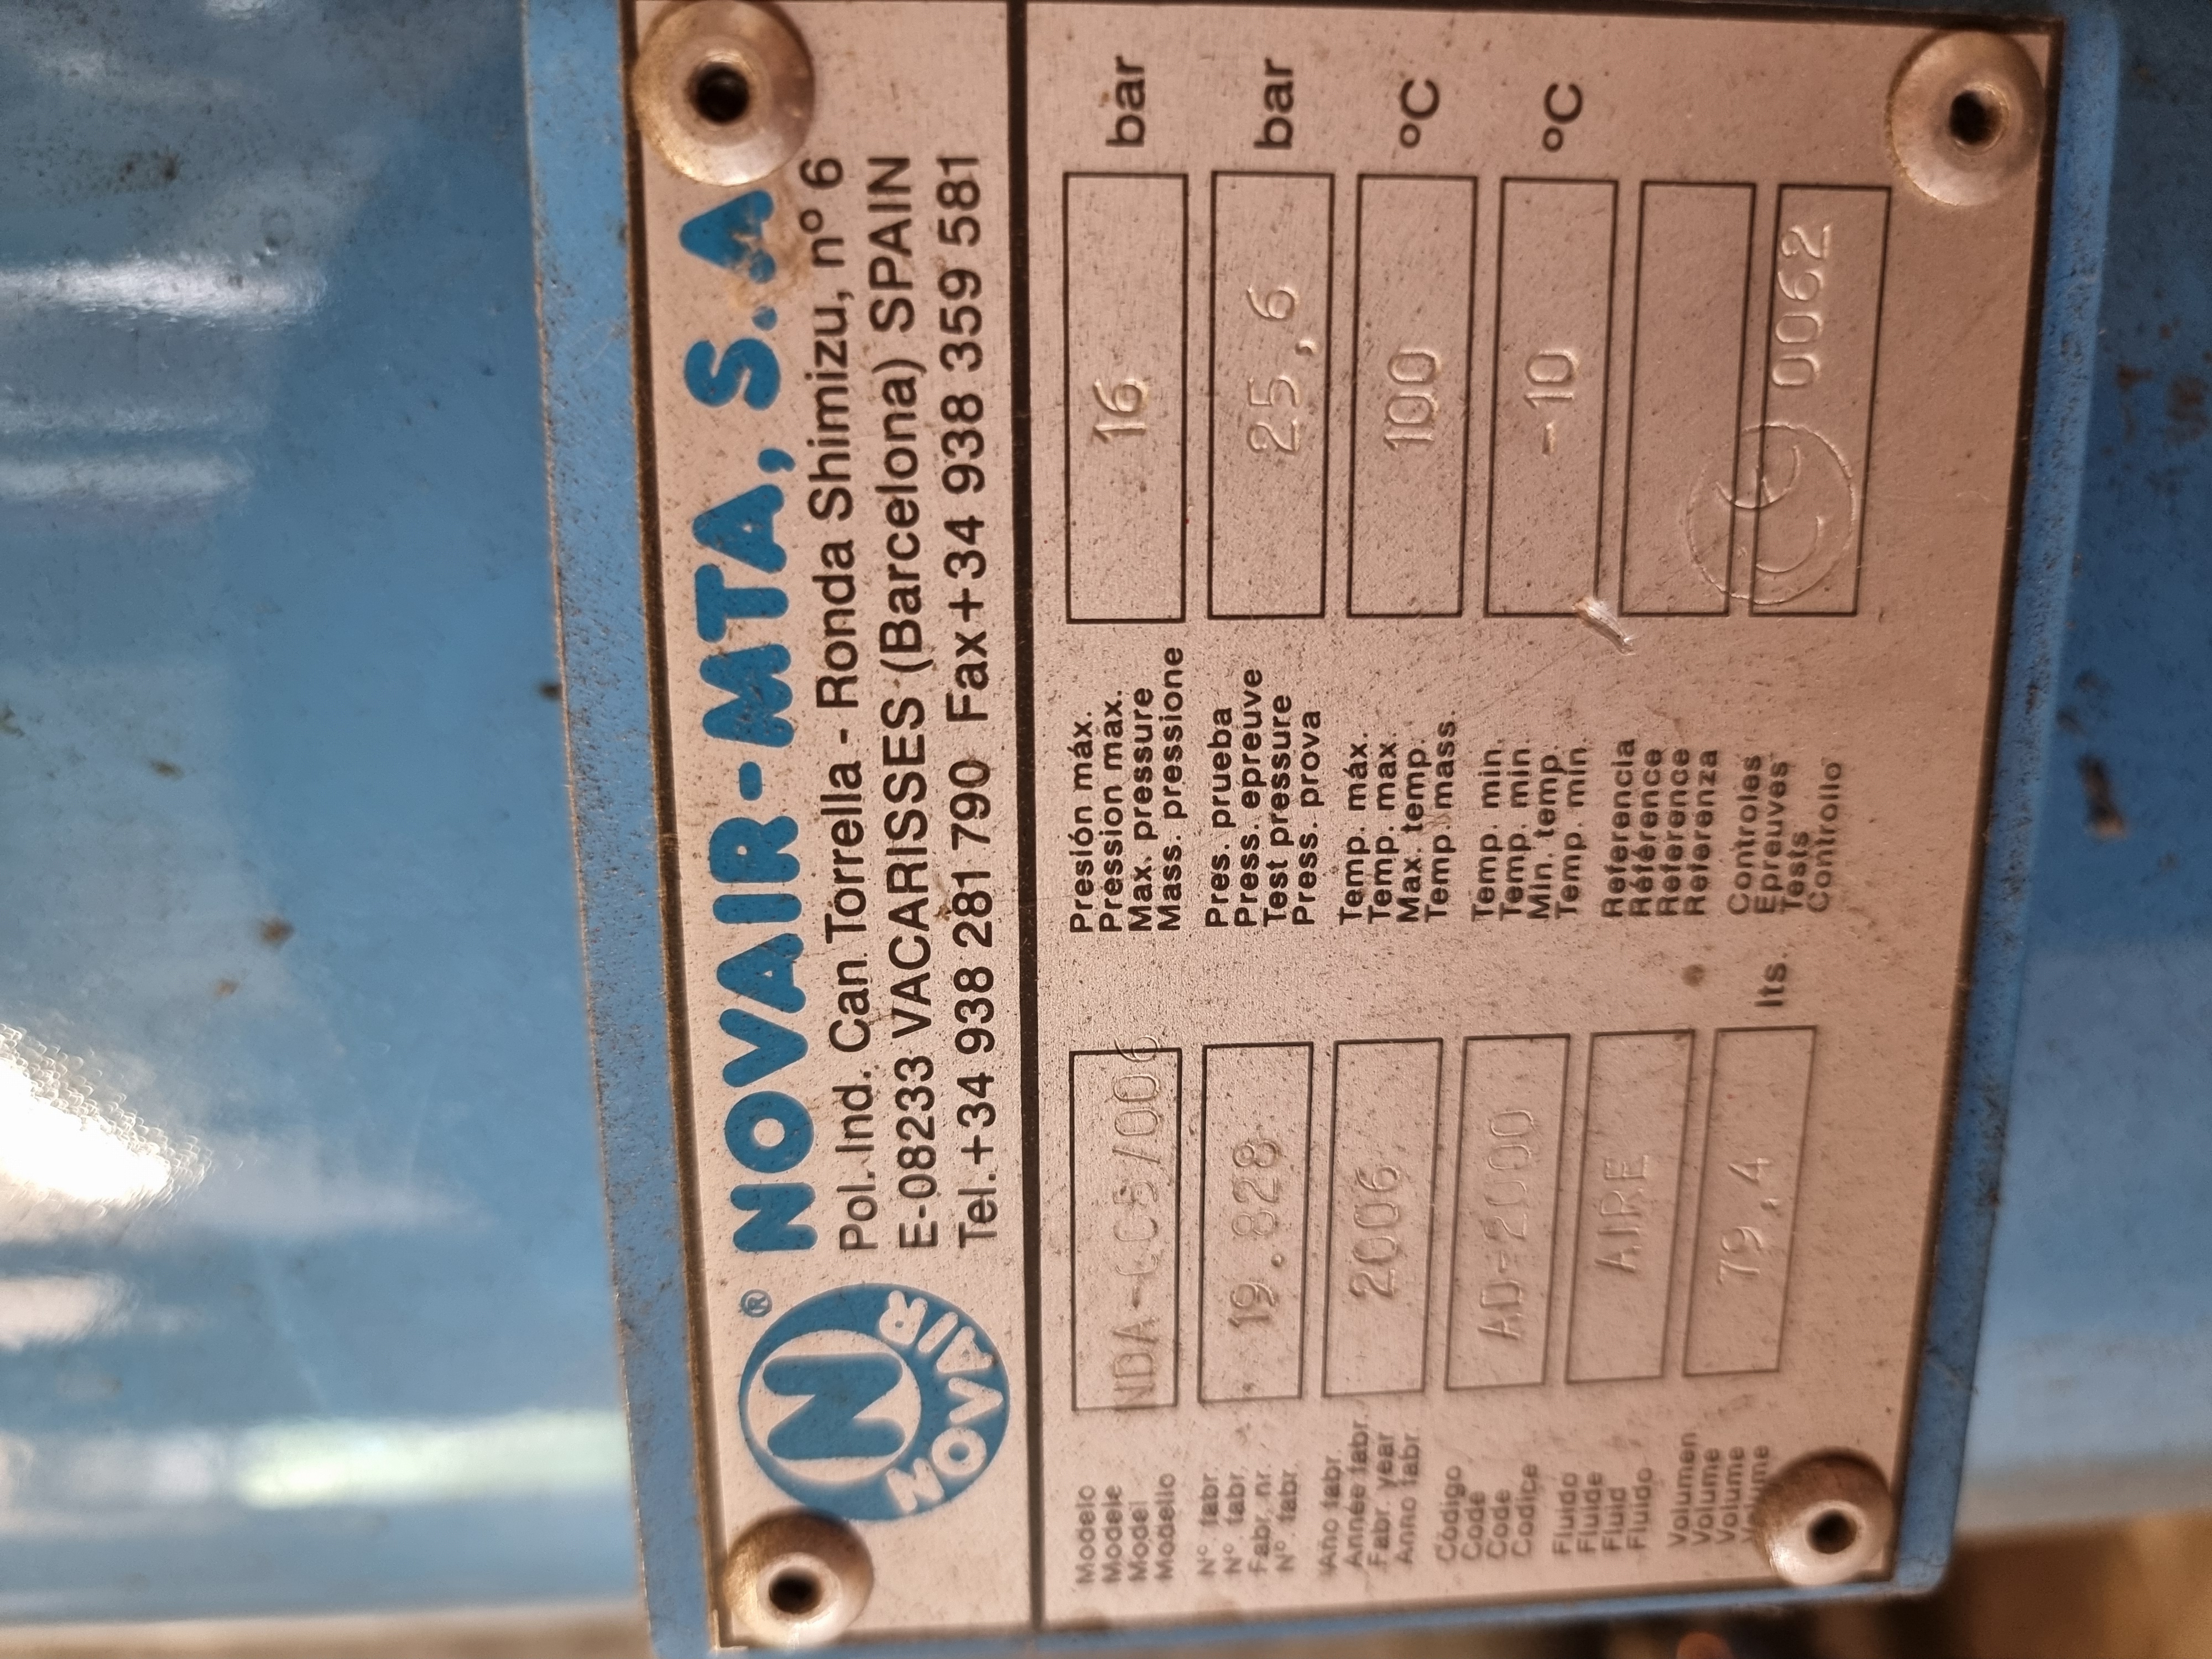 NOVAIR
N
®
NOVAIR-MTA, S.A
Pol. Ind. Can Torrella - Ronda Shimizu, nº 6
E-08233 VACARISSES (Barcelona) SPAIN
Tel.+34 938 281 790 Fax+34 938 359 581
Modelo
Modele
Model
Modello
Nº fabr.
Nº fabr.
Fabr. nr.
Nº. fabr.
19.828
Año fabr.
Année fabr.
Fabr. year
Anno fabr.
2006
Código
Code
Code
Codice
AD-2000
Fluido
Fluide
Fluid
Fluido
AIRE
Volumen
Volume
Volume
Volume
79,4 lts.
Presión máx.
Pression max.
Max. pressure
Mass. pressione
16 bar
Pres. prueba
Press. epreuve
Test pressure
Press. prova
25,6 bar
Temp. máx.
Temp. max.
Max. temp.
Temp. mass.
100 ºC
Temp. min.
Temp. min.
Min. temp.
Temp. min.
-10 ºC
Referencia
Référence
Reference
Referenza
Controles
Epreuves
Tests
Controllo
CE 0062